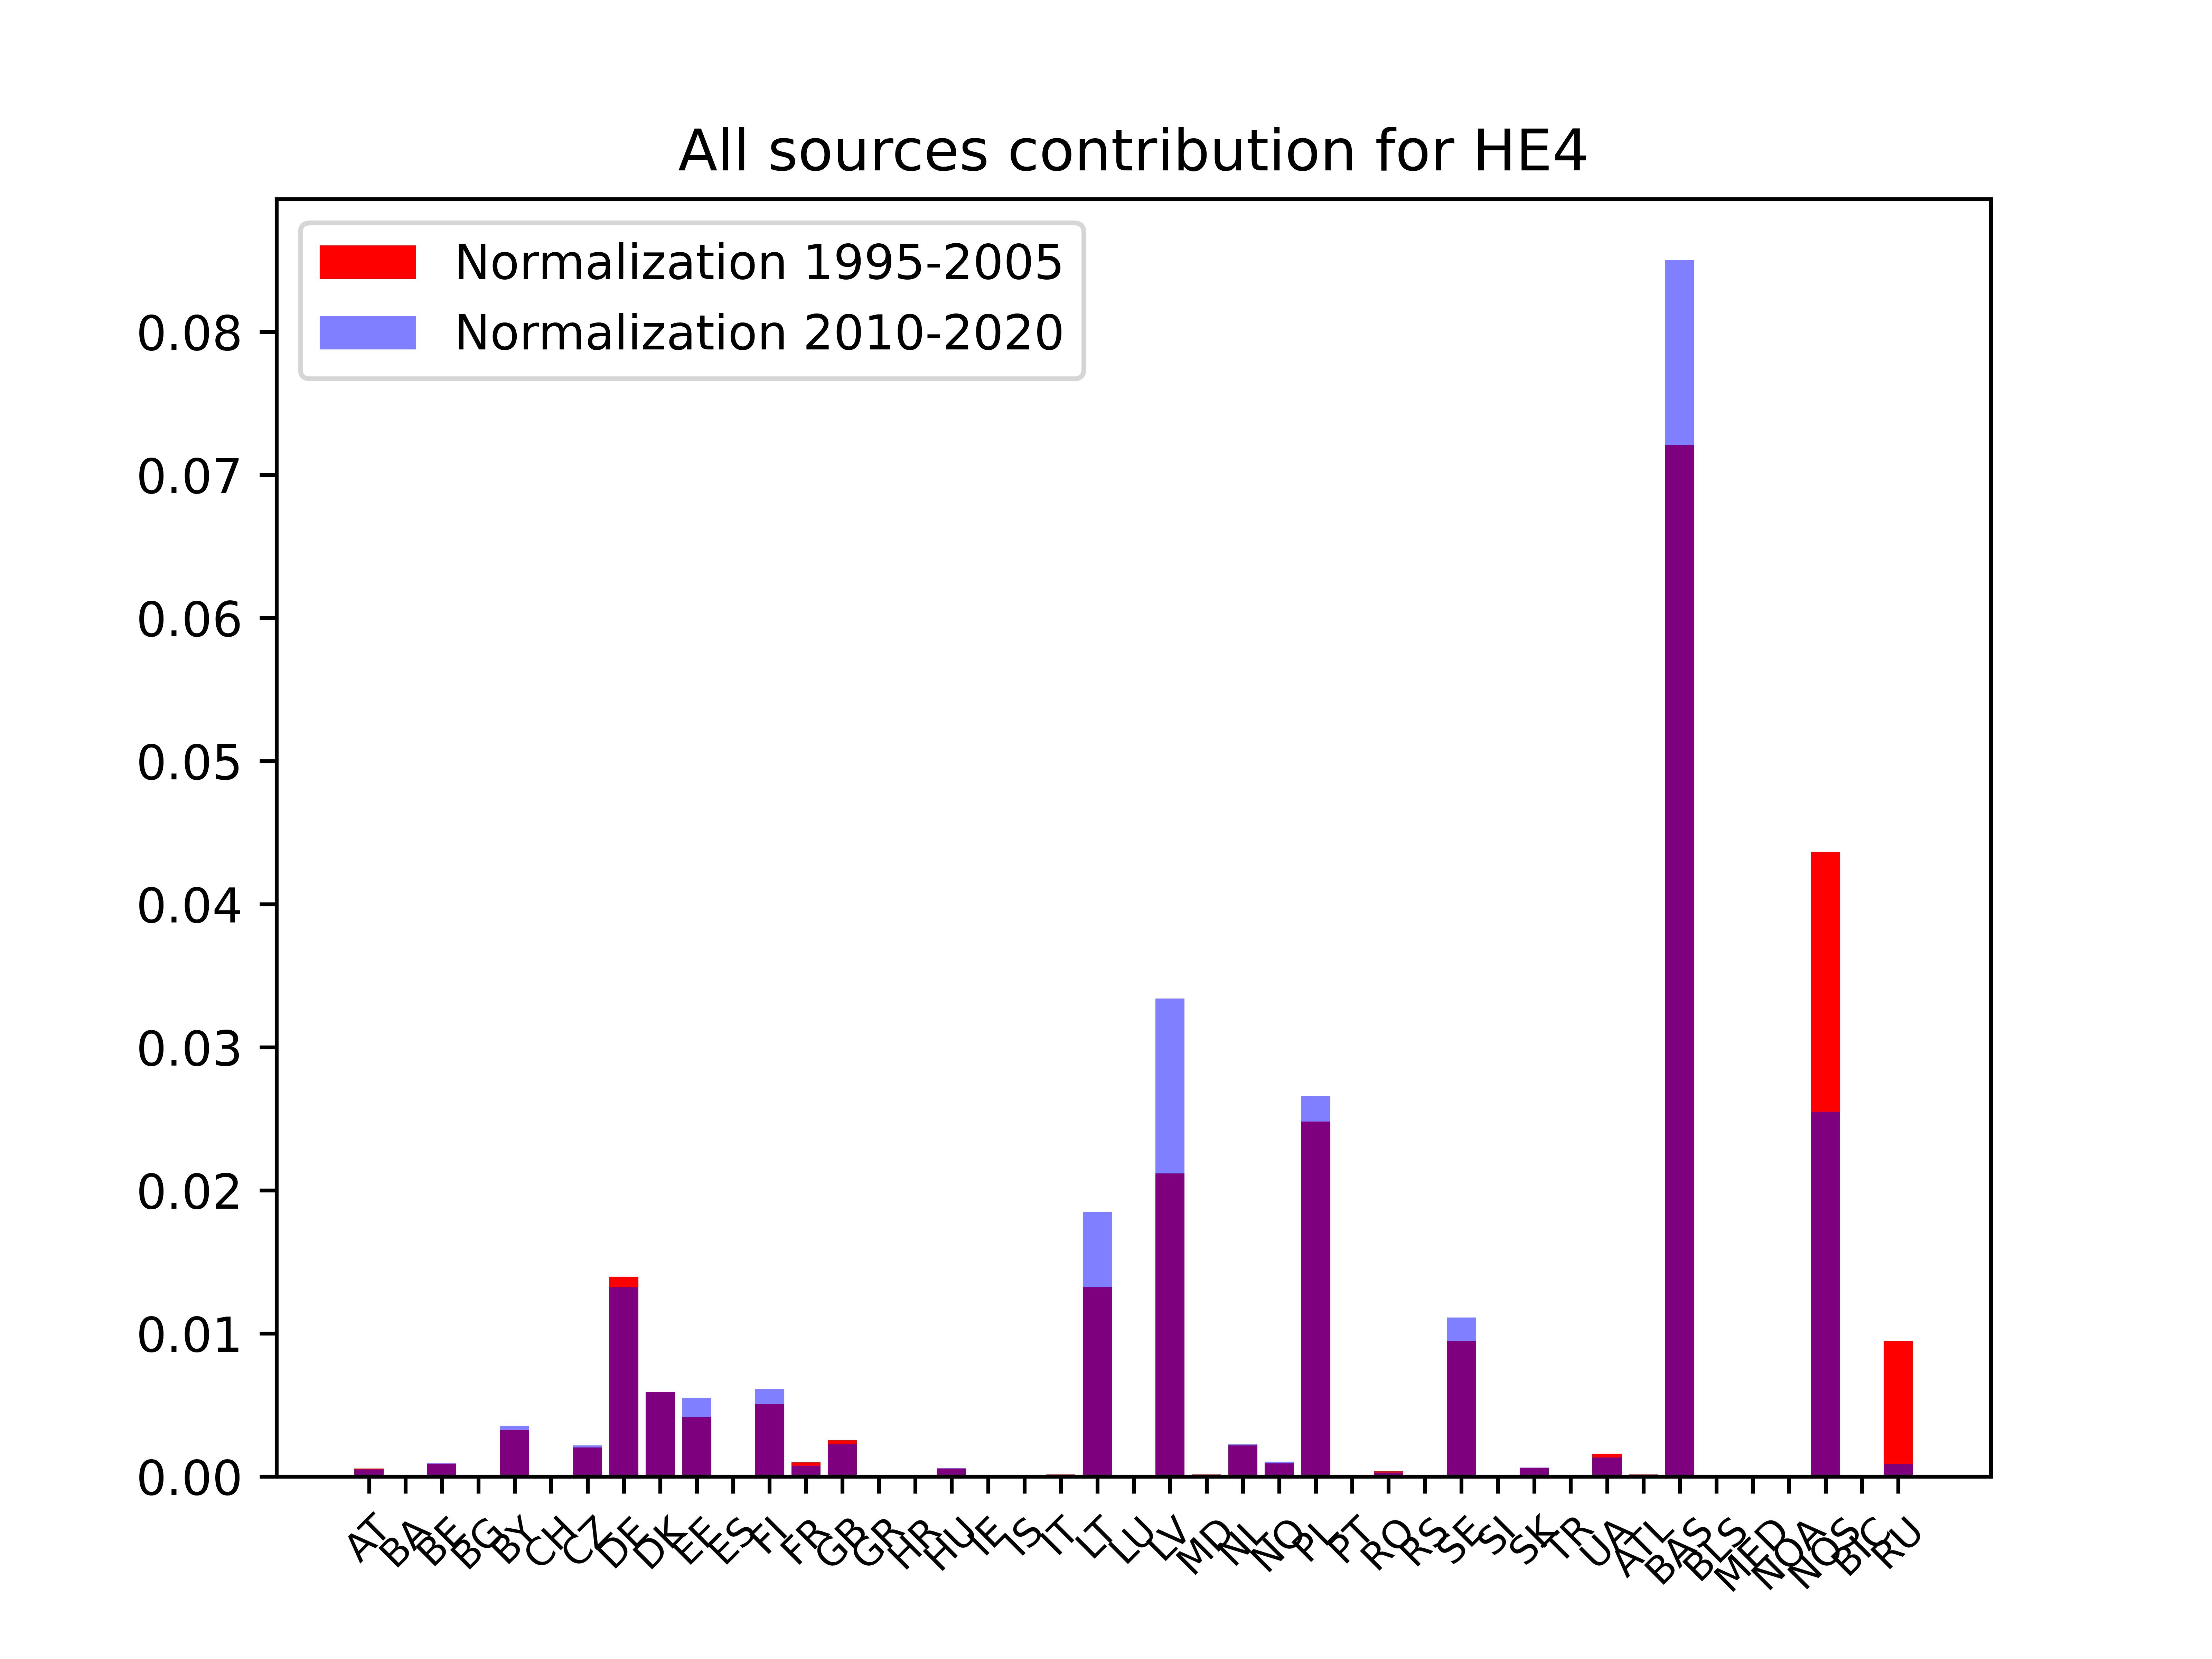 All sources contribution for HE4
Normalization 1995-2005
Normalization 2010-2020
0.08
0.07
0.06
0.05
0.04
0.03
0.02
0.01
0.00
AT
BA
BE
BG
BY
CH
CZ
DE
DK
EE
ES
FI
FR
GB
GR
HR
HU
IE
IS
IT
LT
LU
LV
MD
NL
NO
PL
PT
RO
RS
SE
SI
SK
TR
UA
ATL
BAS
BLS
MED
NOA
NOS
BIC
RU